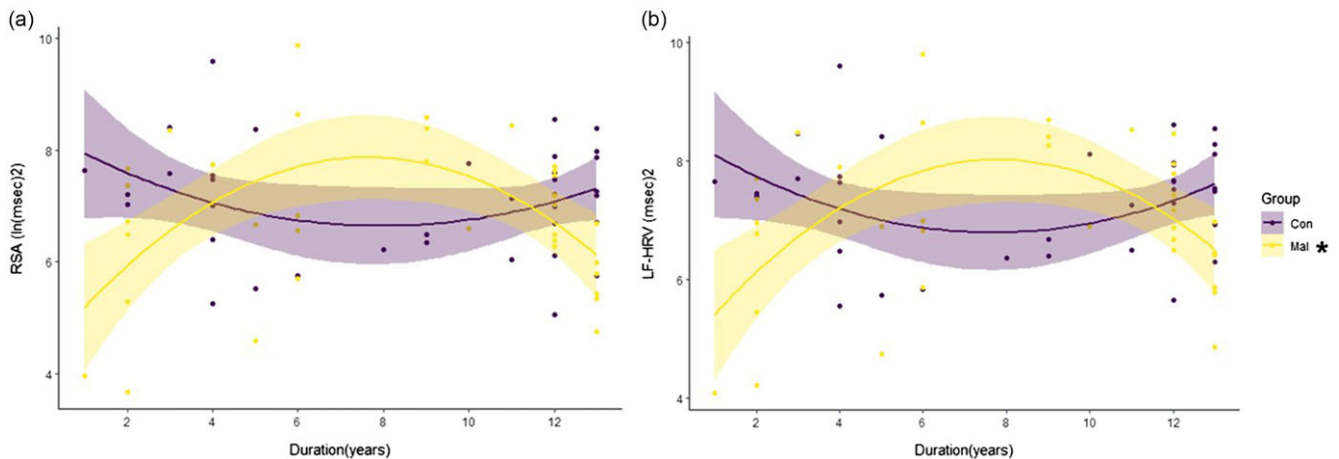 (a)
10
8
6
4
RSA (ln(msec)2)
2 4 6 8 10 12
Duration(years)
(b)
10
8
6
4
LF-HRV (msec)2)
2 4 6 8 10 12
Duration(years)
Group
Con
Mal *